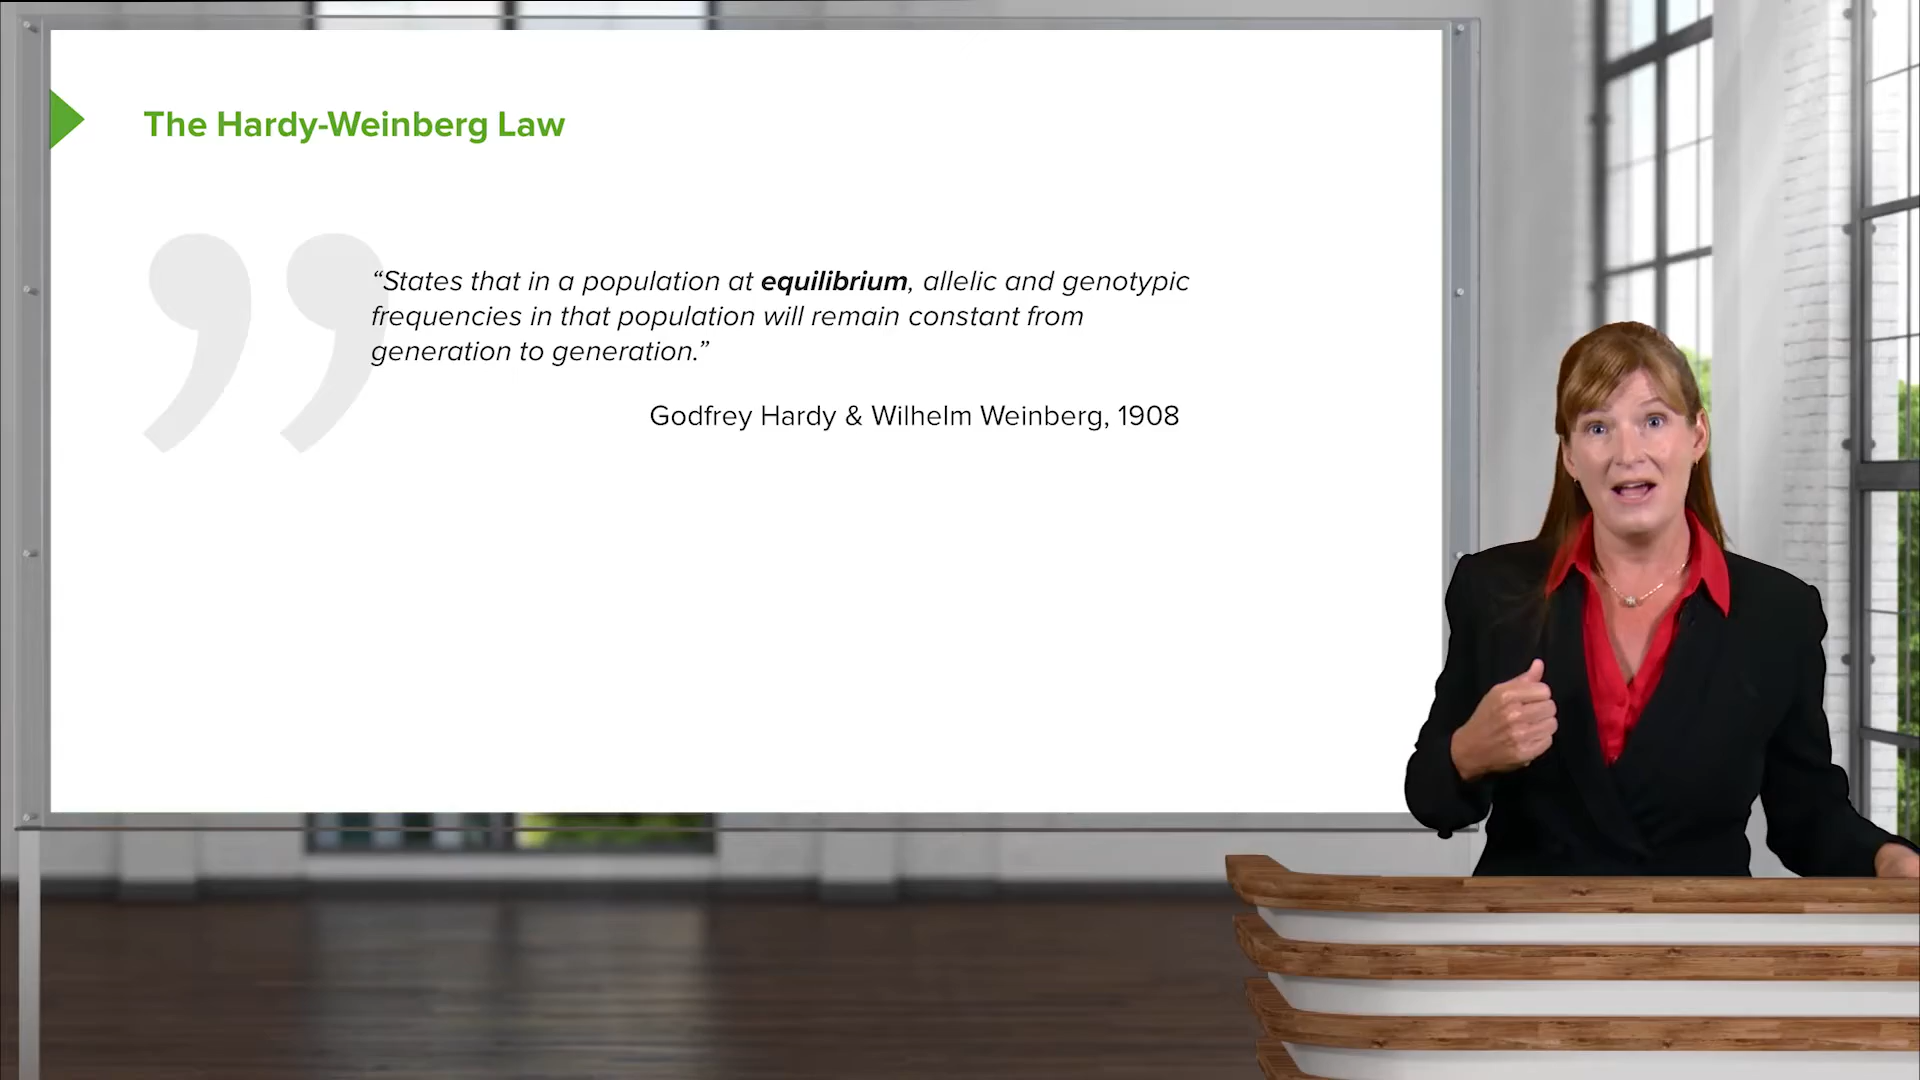 The Hardy-Weinberg Law
“States that in a population at equilibrium, allelic and genotypic
frequencies in that population will remain constant from
generation to generation.”
Godfrey Hardy & Wilhelm Weinberg, 1908